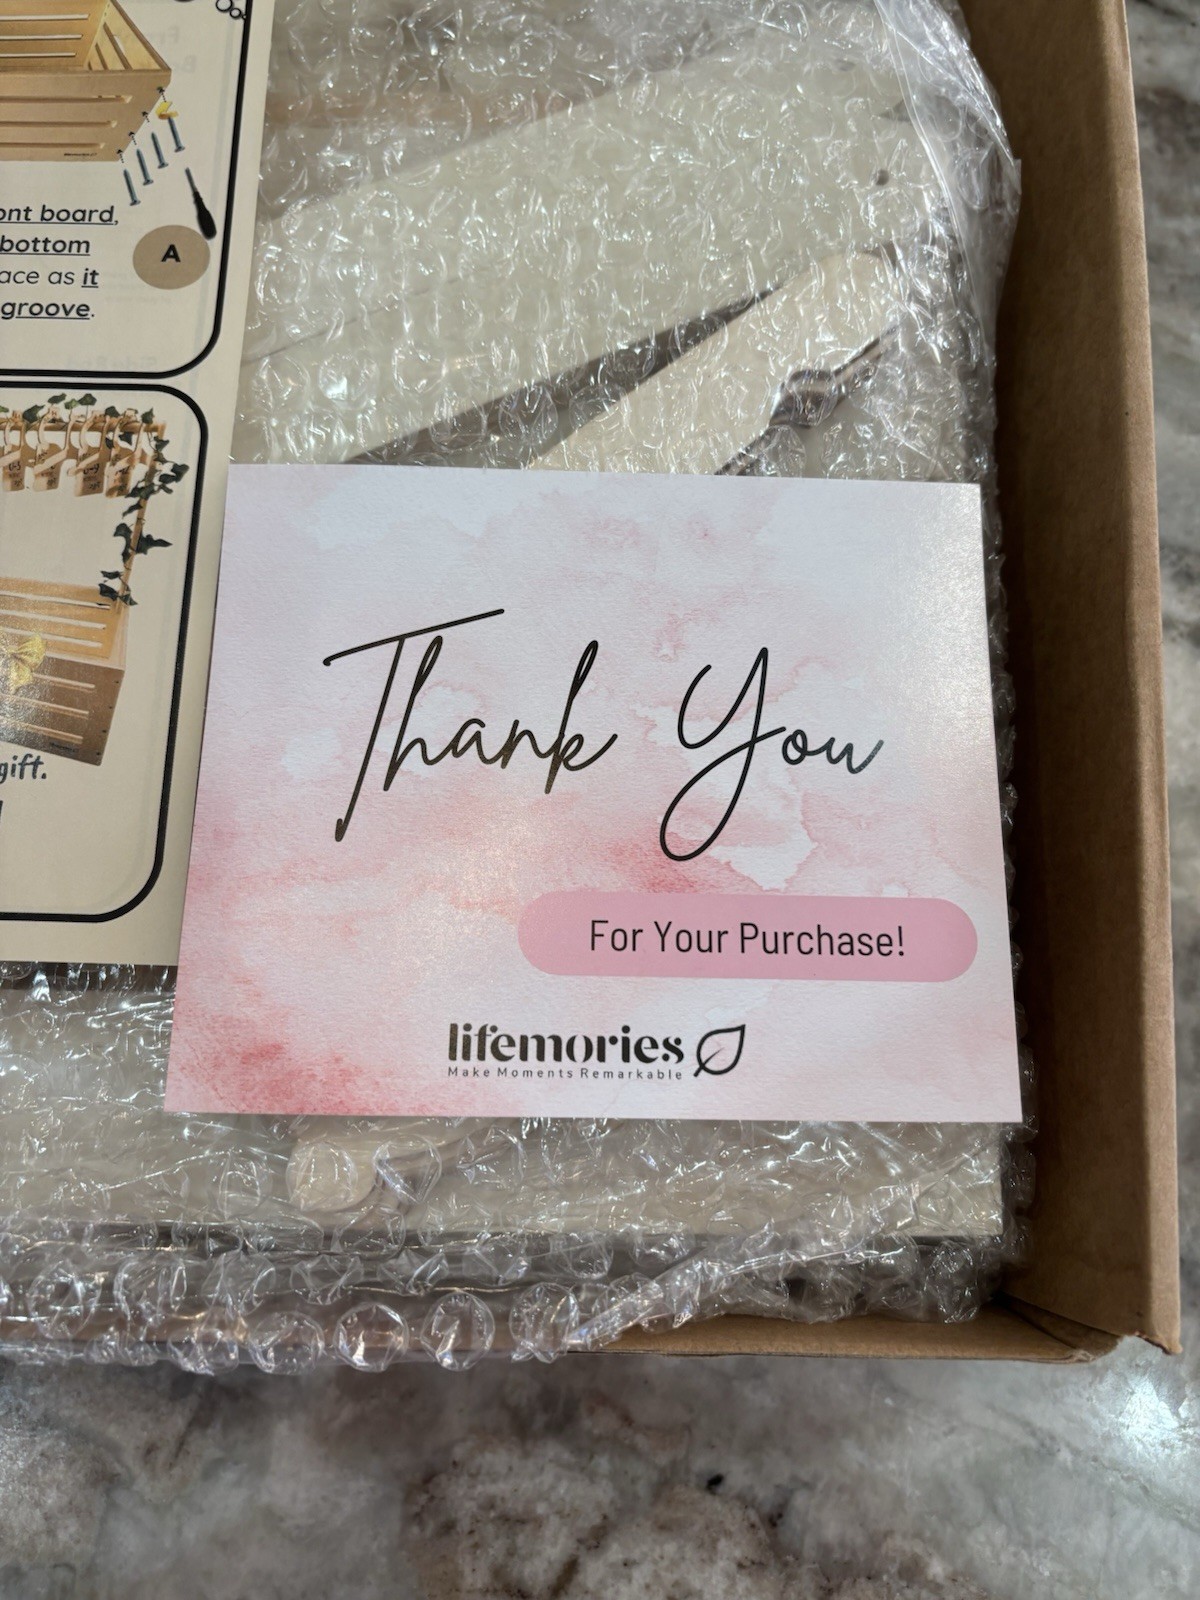 ont board,
bottom
ace as it
groove.
A
gift.
Thank You
For Your Purchase!
lifemories
Make Moments Remarkable